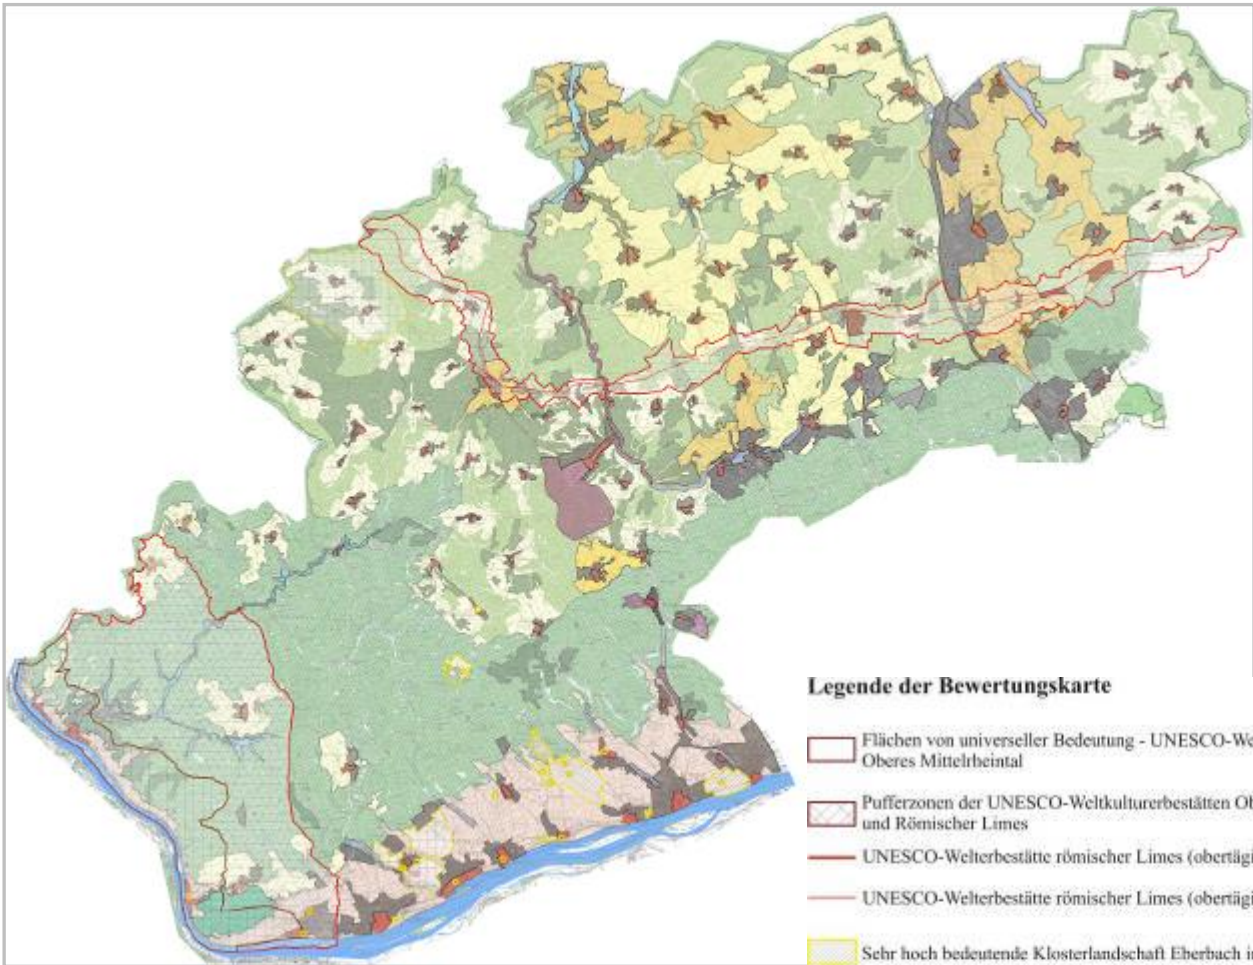 Legende der Bewertungskarte
Flächen von universeller Bedeutung - UNESCO-We
Oberes Mittelrheintal
Pufferzonen der UNESCO-Weltkulturerbestätten Ob
und Römischer Limes
UNESCO-Welterbestätte römischer Limes (obertägi
UNESCO-Welterbestätte römischer Limes (obertägi
Sehr hoch bedeutende Klosterlandschaft Eberbach i